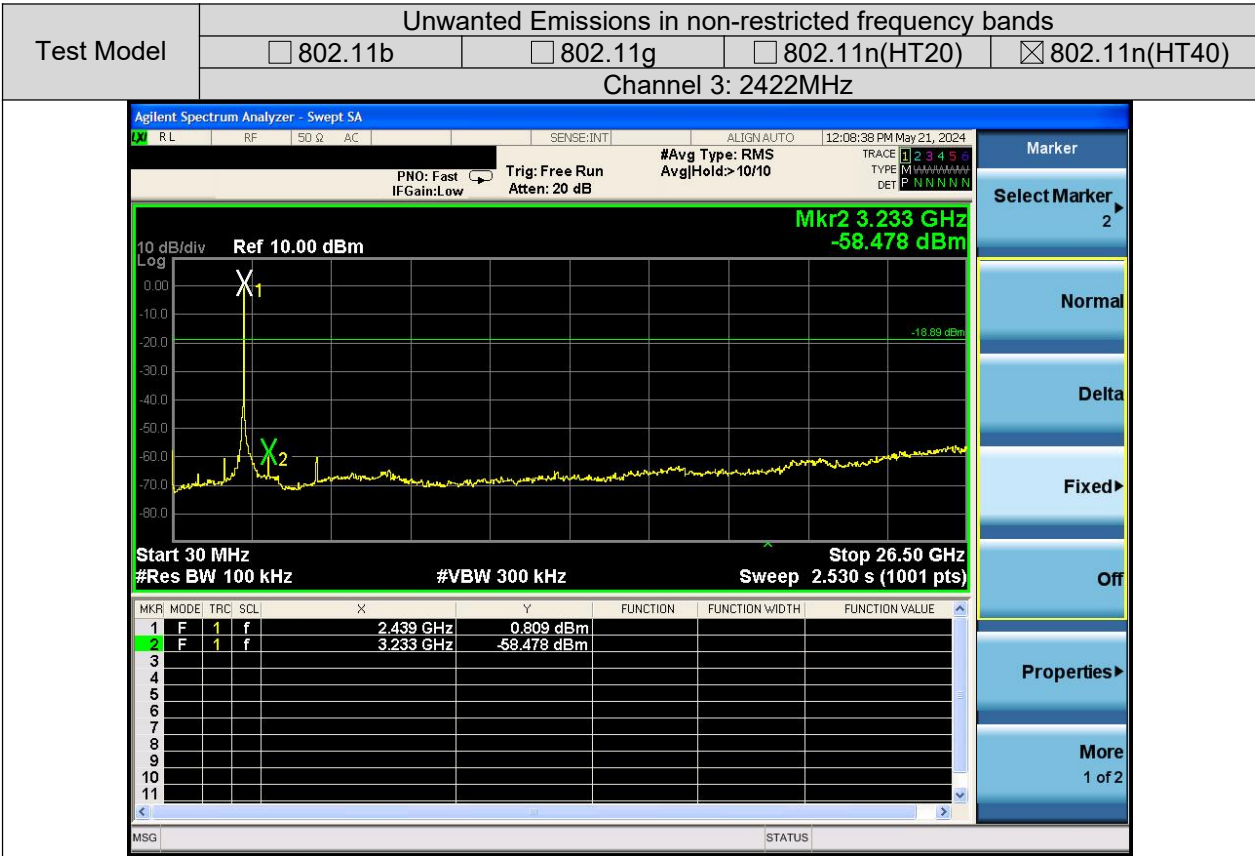 Test Model
Unwanted Emissions in non-restricted frequency bands
☐ 802.11b ☐ 802.11g ☐ 802.11n(HT20) ☒ 802.11n(HT40)
Channel 3: 2422MHz
Agilent Spectrum Analyzer - Swept SA
LXI RL RF 50 Ω AC SENSE:INT ALIGN AUTO 12:08:38 PM May 21, 2024
PNO: Fast
IFGain:Low
Trig: Free Run
Atten: 20 dB
#Avg Type: RMS
Avg|Hold:>10/10
TRACE 1 2 3 4 5 6
TYPE M
DET P N N N N N
Mkr2 3.233 GHz
-58.478 dBm
10 dB/div Ref 10.00 dBm
Log
0.00
-10.0
-20.0
-30.0
-40.0
-50.0
-60.0
-70.0
-80.0
1
2
-18.89 dBm
Start 30 MHz Stop 26.50 GHz
#Res BW 100 kHz #VBW 300 kHz Sweep 2.530 s (1001 pts)
MKR MODE TRC SCL X Y FUNCTION FUNCTION WIDTH FUNCTION VALUE
1 F 1 f 2.439 GHz 0.809 dBm
2 F 1 f 3.233 GHz -58.478 dBm
3
4
5
6
7
8
9
10
11
MSG STATUS
Marker
Select Marker
2
Normal
Delta
Fixed
Off
Properties
More
1 of 2